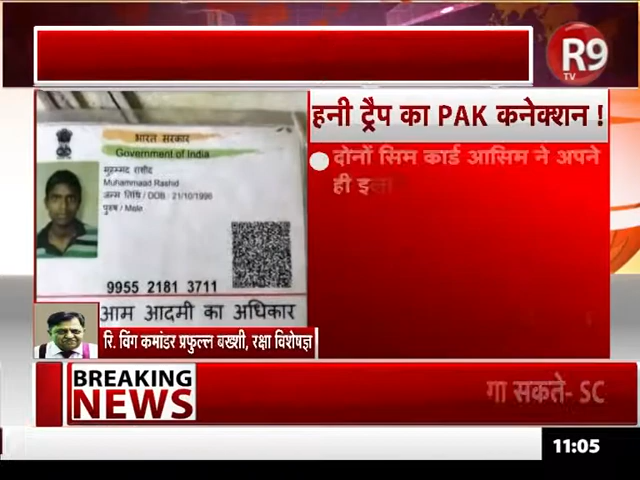 R9
TV
हनी ट्रैप का PAK कनेक्शन !
दोनों सिम कार्ड आसिम ने अपने
ही
भारत सरकार
Government of India
मुहम्मद राशीद
Muhammaad Rashid
जन्म तिथि / DOB : 21/10/1996
पुरुष / Male
9955 2181 3711
आम आदमी का अधिकार
रि. विंग कमांडर प्रफुल्ल बख्शी, रक्षा विशेषज्ञ
BREAKING
NEWS
गा सकते- SC
11:05